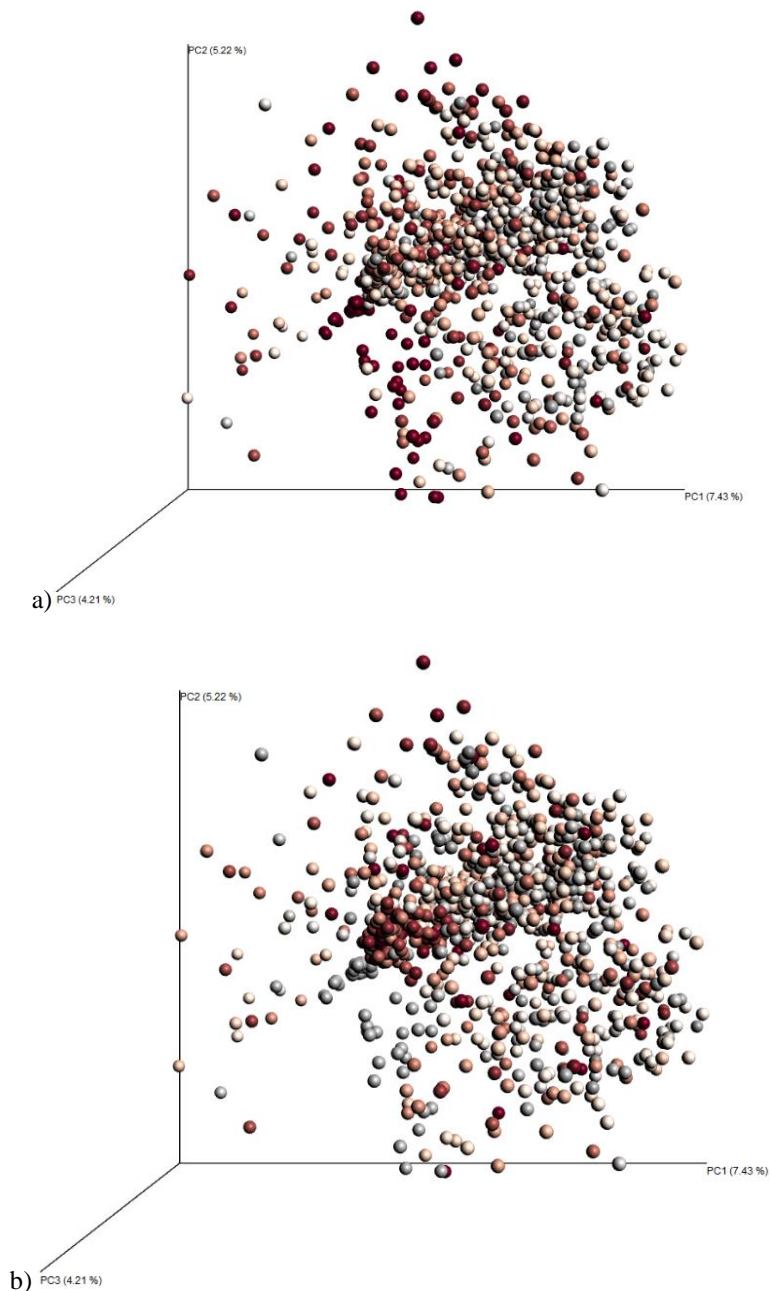 PC2 (5.22 %)
PC1 (7.43 %)
a)
PC3 (4.21 %)
PC2 (5.22 %)
PC1 (7.43 %)
b)
PC3 (4.21 %)